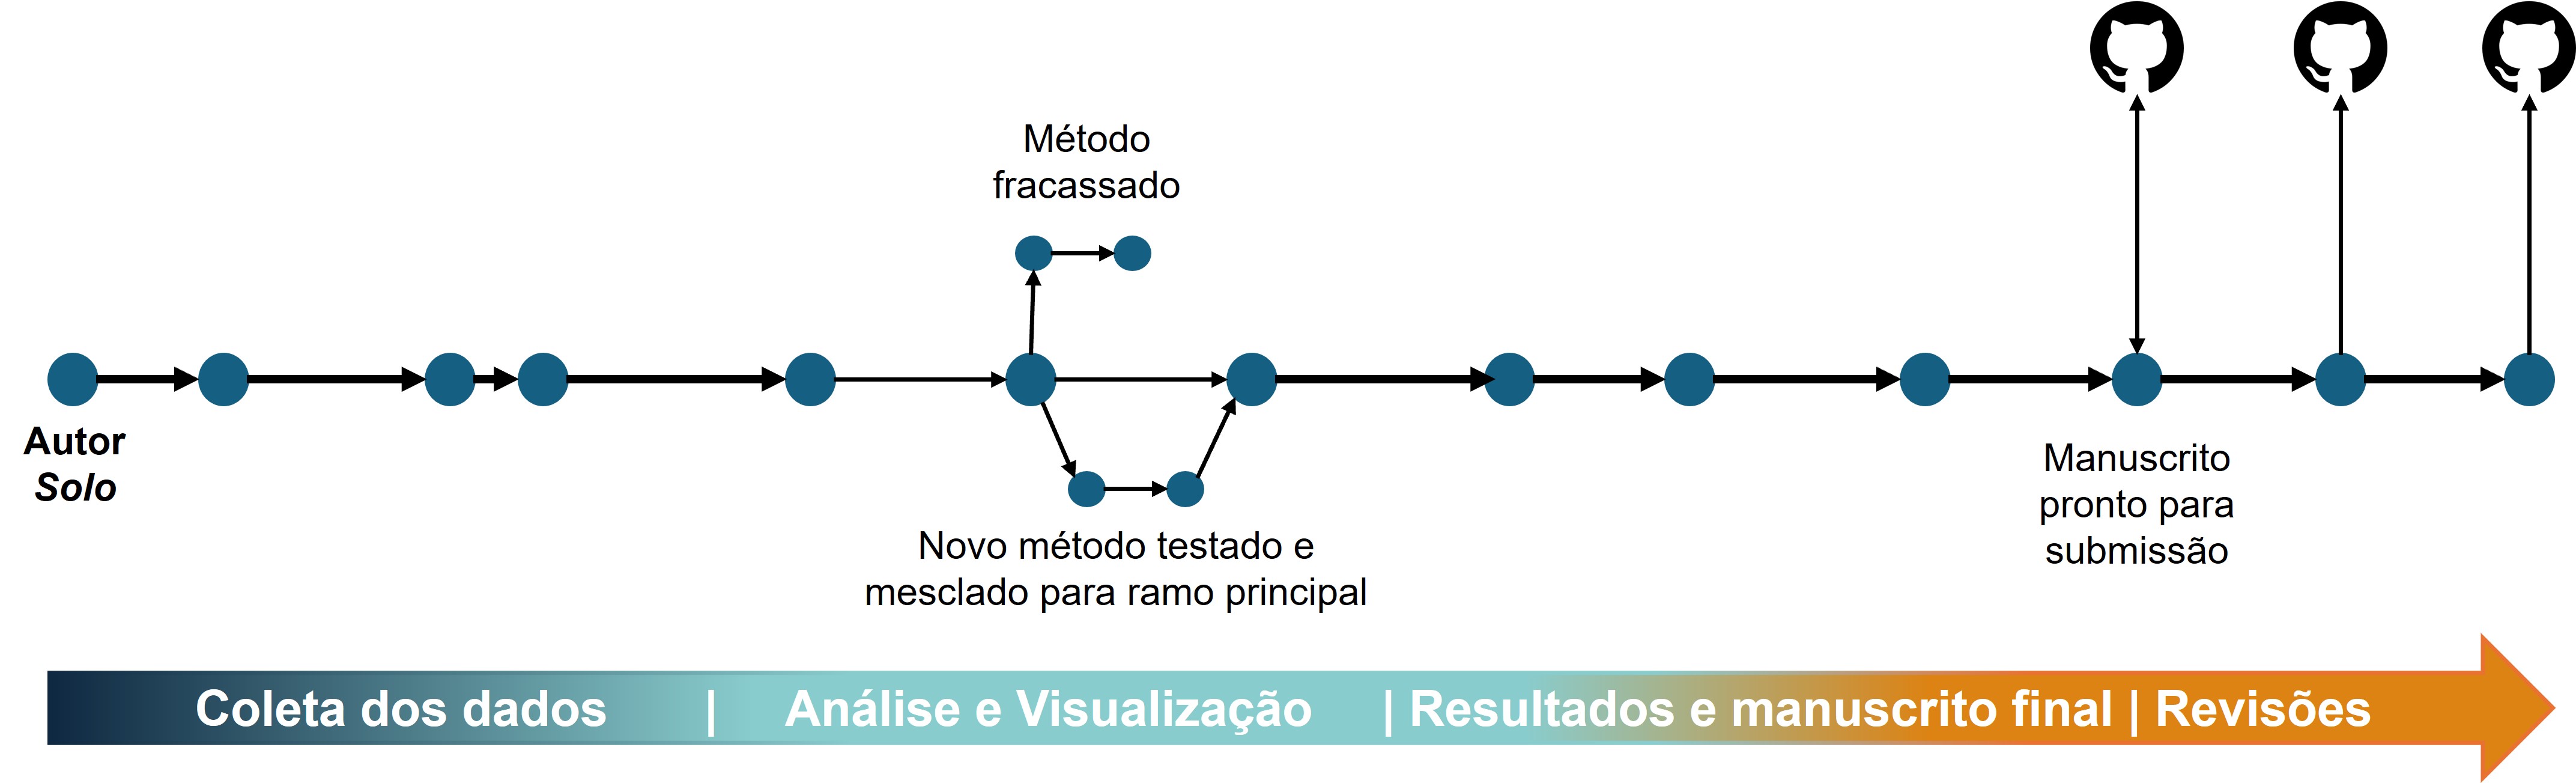 Método
fracassado
Autor
Solo
Novo método testado e
mesclado para ramo principal
Manuscrito
pronto para
submissão
Coleta dos dados | Análise e Visualização | Resultados e manuscrito final | Revisões